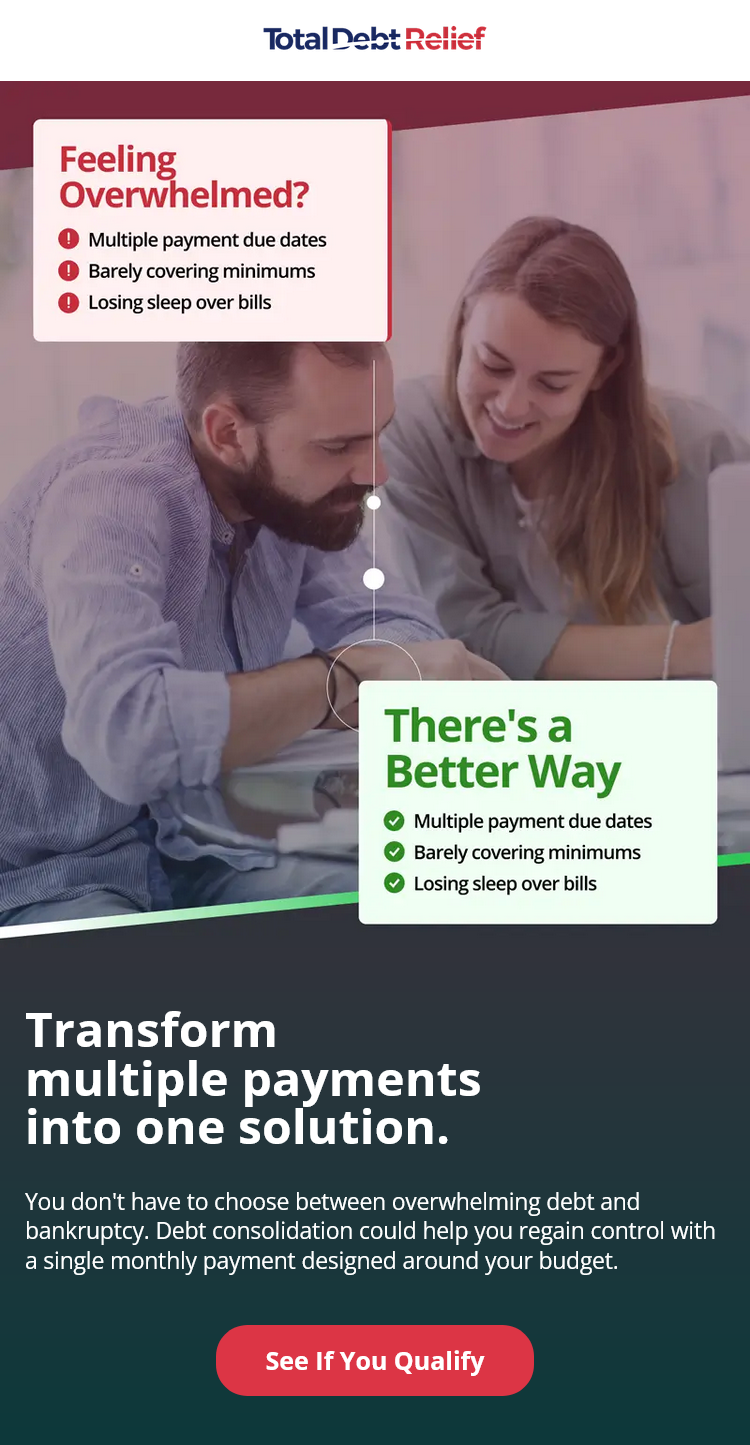 Total Debt Relief
Feeling
Overwhelmed?
Multiple payment due dates
Barely covering minimums
Losing sleep over bills
There's a
Better Way
Multiple payment due dates
Barely covering minimums
Losing sleep over bills
Transform
multiple payments
into one solution.
You don't have to choose between overwhelming debt and
bankruptcy. Debt consolidation could help you regain control with
a single monthly payment designed around your budget.
See If You Qualify